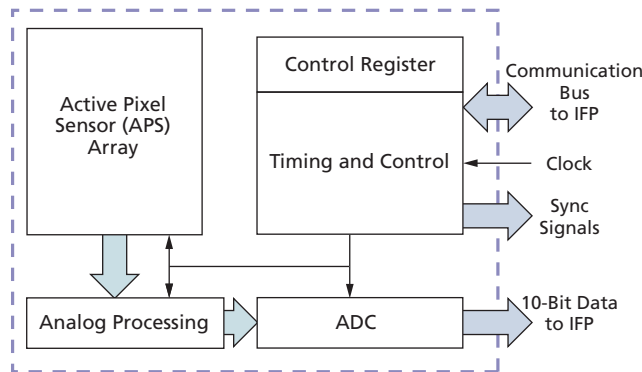 Active Pixel
Sensor (APS)
Array
Control Register
Timing and Control
Communication
Bus
to IFP
Clock
Sync
Signals
Analog Processing
ADC
10-Bit Data
to IFP